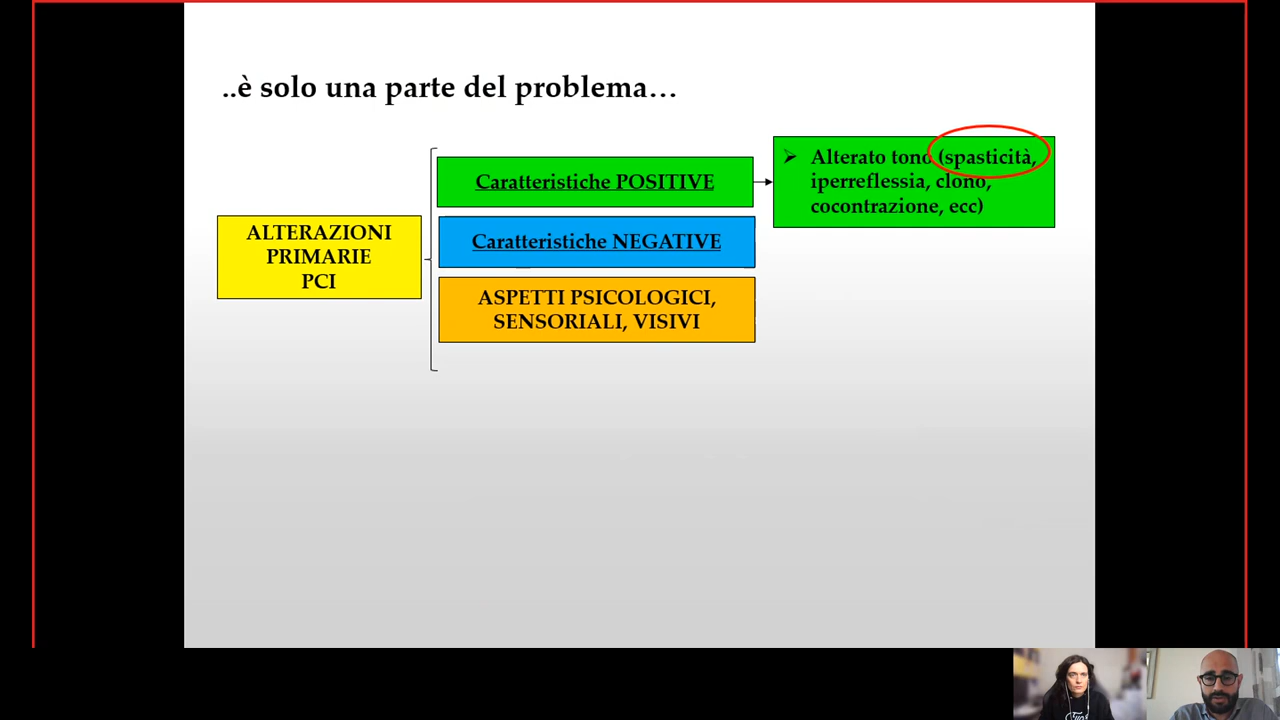 ..è solo una parte del problema…
Caratteristiche POSITIVE
Alterato tono (spasticità,
iperreflessia, clono,
cocontrazione, ecc)
ALTERAZIONI
PRIMARIE
PCI
Caratteristiche NEGATIVE
ASPETTI PSICOLOGICI,
SENSORIALI, VISIVI